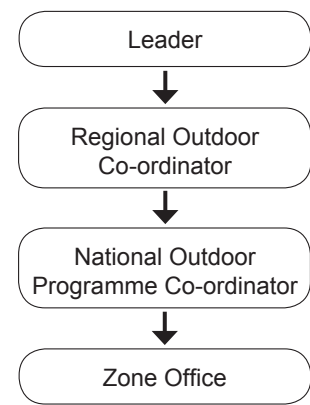 Leader
Regional Outdoor
Co-ordinator
National Outdoor
Programme Co-ordinator
Zone Office